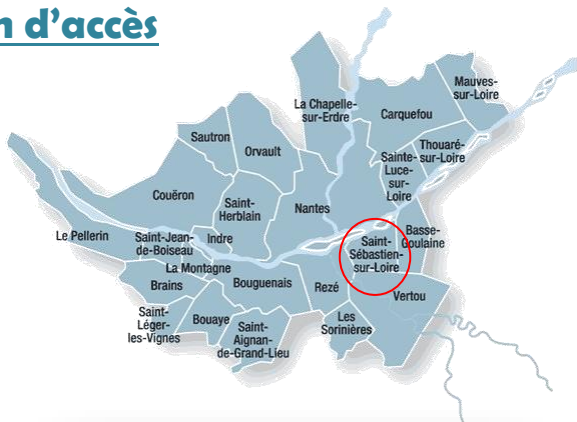 n d'accès
Mauves-
sur-Loire
La Chapelle-
sur-Erdre
Carquefou
Sautron
Orvault
Thouaré-
sur-Loire
Sainte-
Luce-
sur-
Loire
Couëron
Saint-
Herblain
Nantes
Basse-
Goulaine
Le Pellerin
Saint-Jean-
de-Boiseau
Indre
Saint-
Sébastien-
sur-Loire
La Montagne
Brains
Bouguenais
Rezé
Vertou
Saint-
Léger-
les-Vignes
Bouaye
Saint-
Aignan-
de-Grand-Lieu
Les
Sorinières